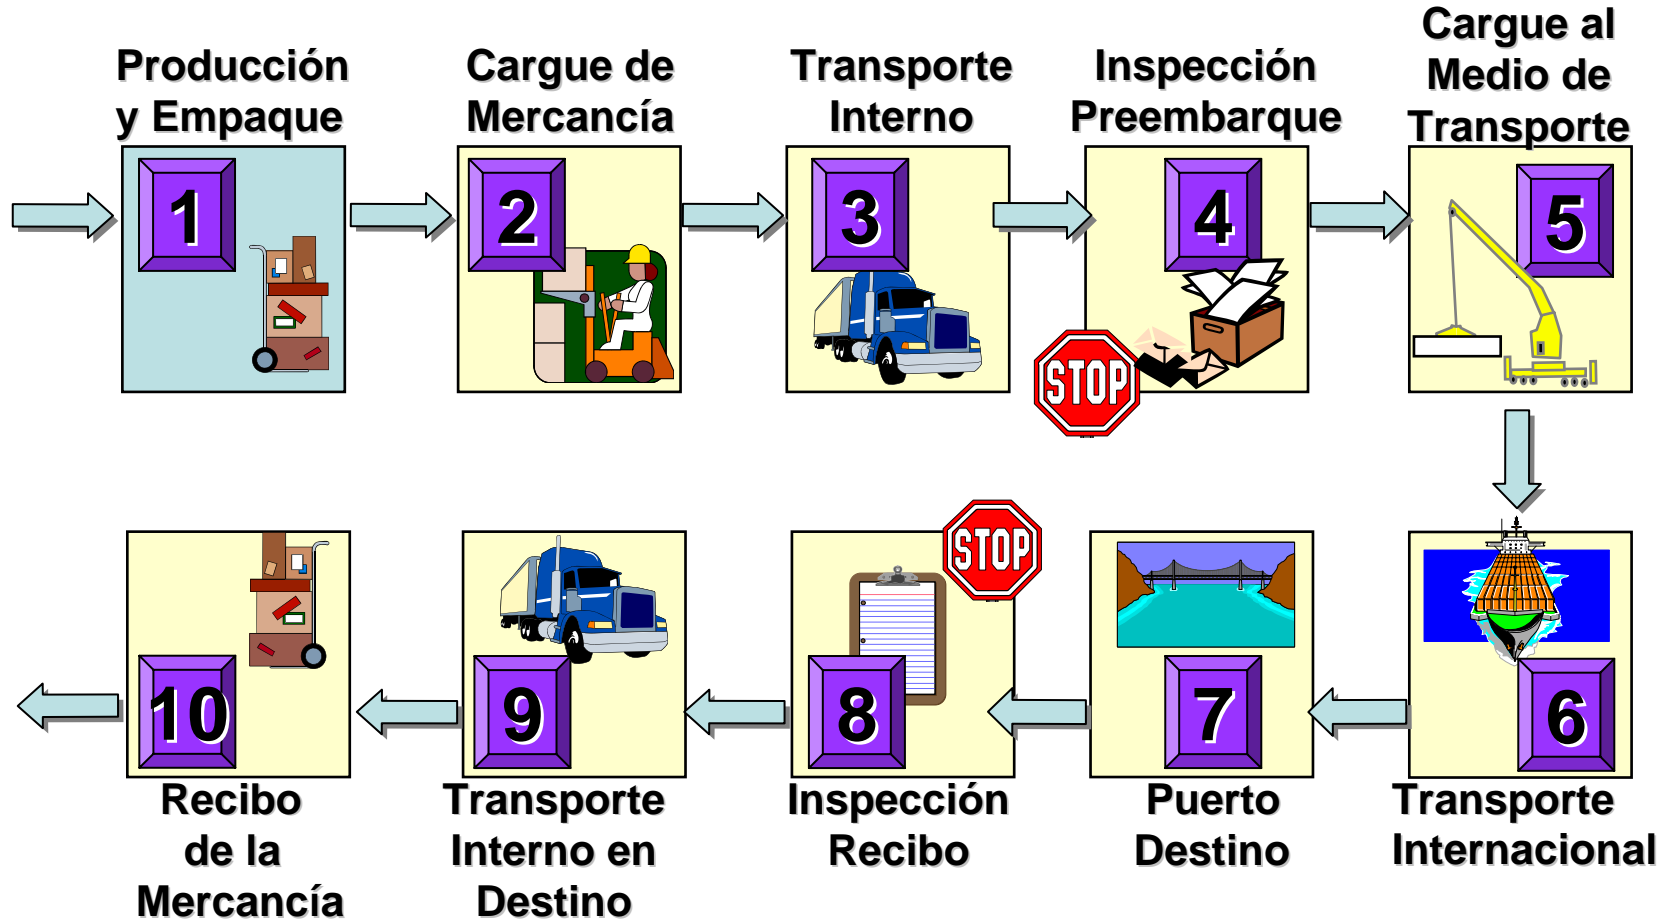 Producción
y Empaque
1
Cargue de
Mercancía
2
Transporte
Interno
3
Inspección
Preembarque
4
STOP
Cargue al
Medio de
Transporte
5
6
Transporte
Internacional
7
Puerto
Destino
STOP
8
Inspección
Recibo
9
Transporte
Interno en
Destino
10
Recibo
de la
Mercancía